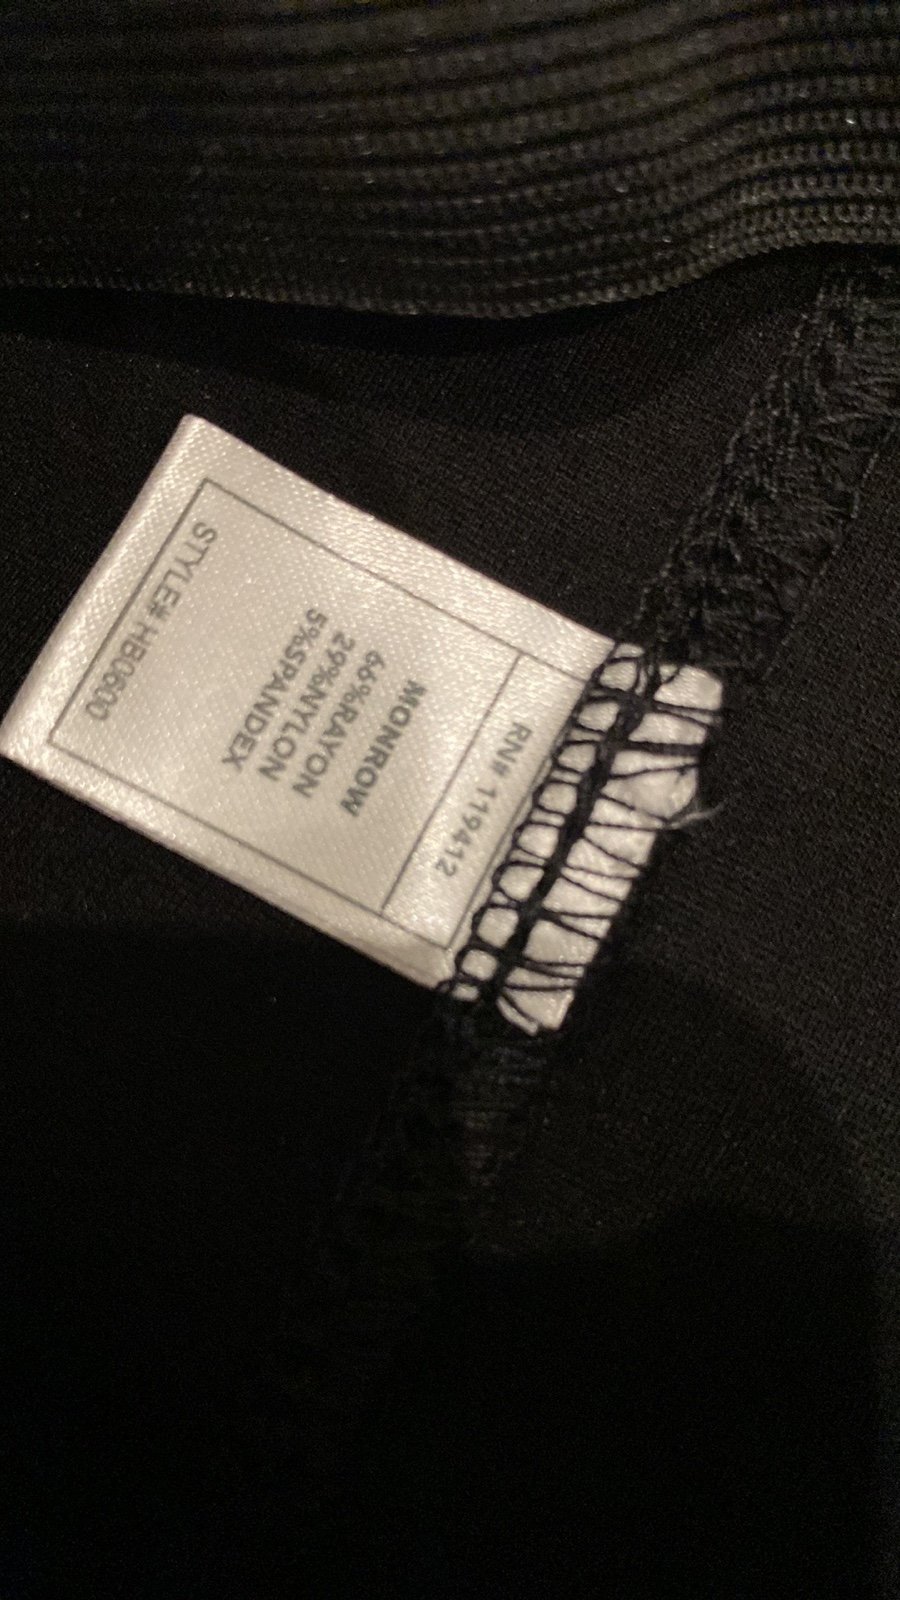 RN# 119412
MONROW
66%RAYON
29%NYLON
5%SPANDEX
STYLE# HB0600